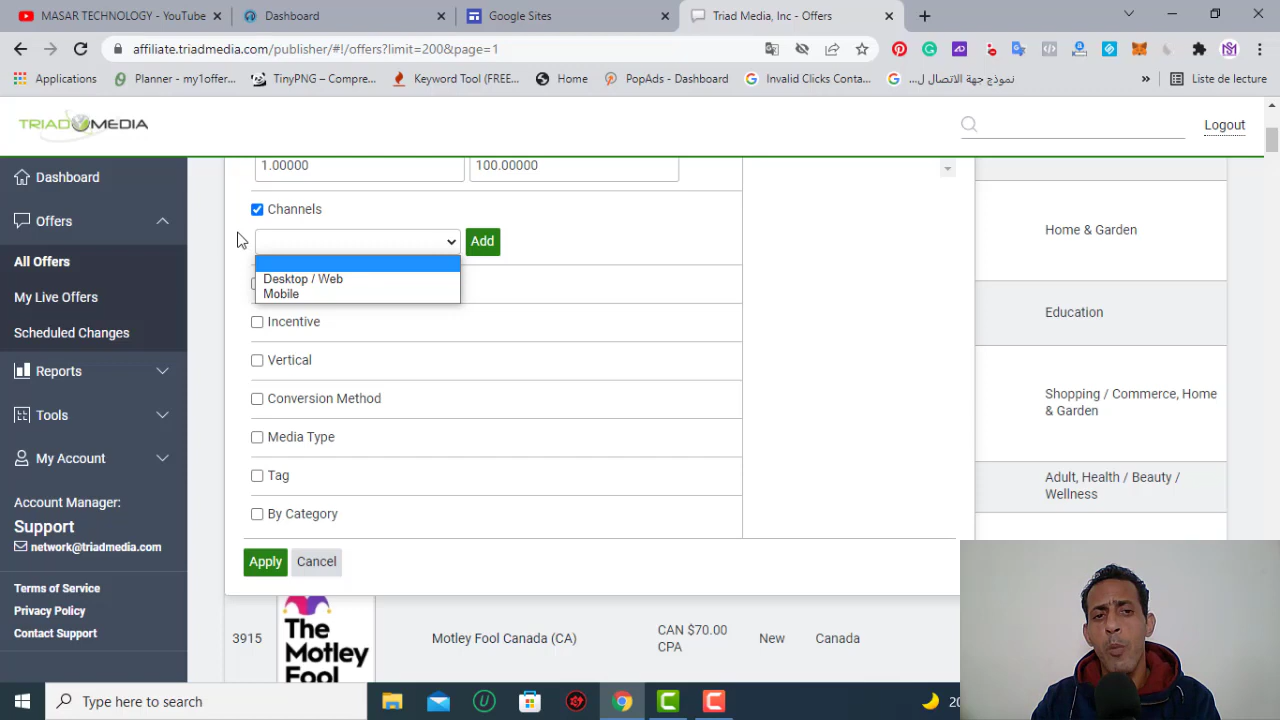 MASAR TECHNOLOGY - YouTube
Dashboard
Google Sites
Triad Media, Inc - Offers
affiliate.triadmedia.com/publisher/#!/offers?limit=200&page=1
Applications
Planner - my1offer...
TinyPNG – Compre...
Keyword Tool (FREE...
Home
PopAds - Dashboard
Invalid Clicks Conta...
نموذج جهة الاتصال ل...
»
Liste de lecture
TRIAD MEDIA
Logout
Dashboard
Offers
All Offers
My Live Offers
Scheduled Changes
Reports
Tools
My Account
Account Manager:
Support
network@triadmedia.com
Terms of Service
Privacy Policy
Contact Support
1.00000 100.00000
Channels
Add
Desktop / Web
Mobile
Incentive
Vertical
Conversion Method
Media Type
Tag
By Category
Apply Cancel
Home & Garden
Education
Shopping / Commerce, Home
& Garden
Adult, Health / Beauty /
Wellness
3915
The
Motley
Fool
Motley Fool Canada (CA)
CAN $70.00
CPA
New
Canada
Type here to search
20